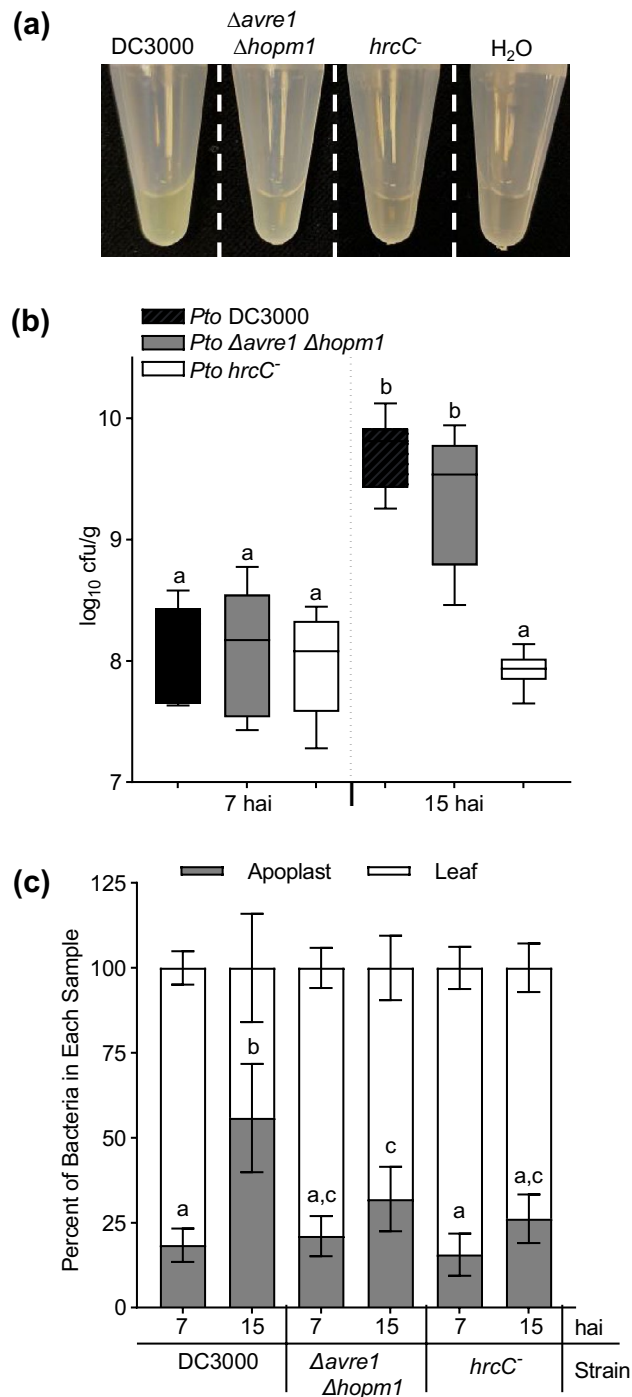 (a)
DC3000
Δavre1
Δhopm1
hrcC-
H2O
(b)
Pto DC3000
Pto Δavre1 Δhopm1
Pto hrcC-
log10 cfu/g
10
9
8
7
a
a
a
b
b
a
7 hai
15 hai
(c)
Apoplast
Leaf
Percent of Bacteria in Each Sample
125
100
75
50
25
0
a
b
a,c
c
a
a,c
7 15 7 15 7 15 hai
DC3000
Δavre1
Δhopm1
hrcC-
Strain